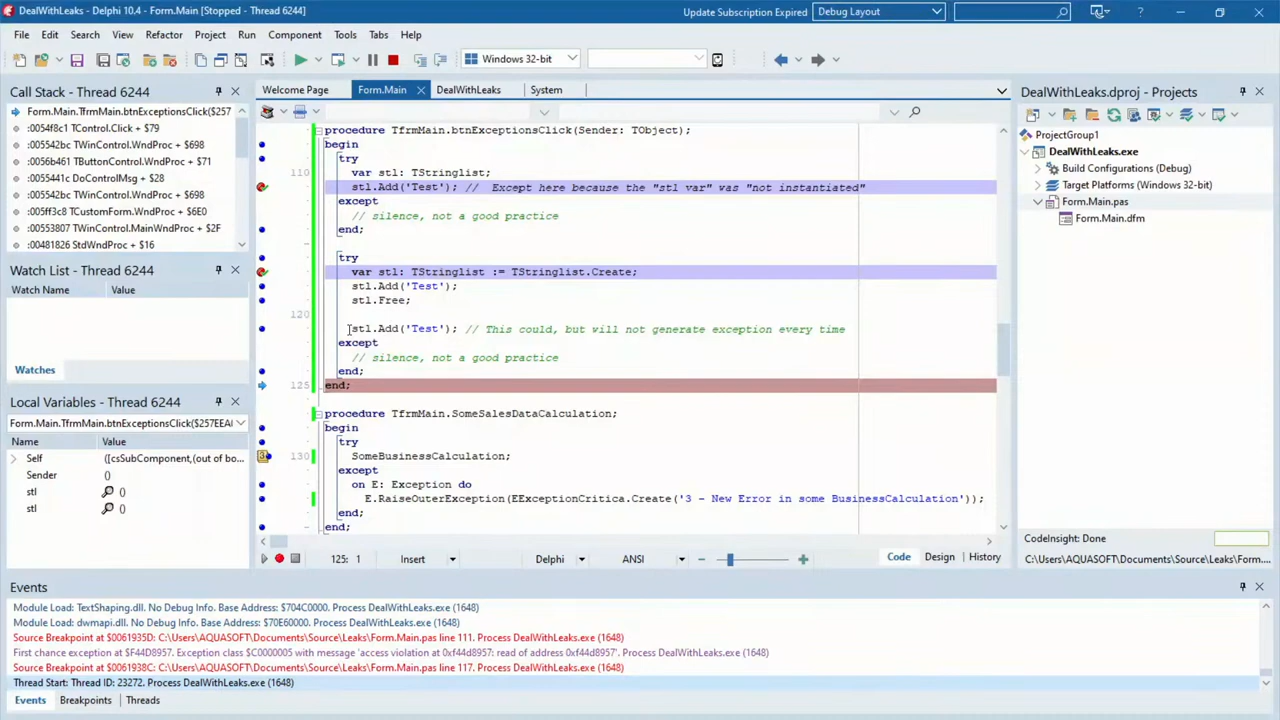 DealWithLeaks - Delphi 10.4 - Form.Main [Stopped - Thread 6244]
Update Subscription Expired
Debug Layout
File Edit Search View Refactor Project Run Component Tools Tabs Help
Windows 32-bit
Call Stack - Thread 6244
Form.Main.TfrmMain.btnExceptionsClick($257
:0054f8c1 TControl.Click + $79
:005542bc TWinControl.WndProc + $698
:0056b461 TButtonControl.WndProc + $71
:0055441c DoControlMsg + $28
:005542bc TWinControl.WndProc + $698
:005ff3c8 TCustomForm.WndProc + $6E0
:00553807 TWinControl.MainWndProc + $2F
:00481816 StdWndProc + $16
Watch List - Thread 6244
Watch Name Value
Watches
Local Variables - Thread 6244
Form.Main.TfrmMain.btnExceptionsClick($257EEA
Name Value
Self ([csSubComponent,(out of bo...
Sender ()
stl ()
stl ()
Welcome Page Form.Main DealWithLeaks System
procedure TfrmMain.btnExceptionsClick(Sender: TObject);
begin
try
110 var stl: TStringlist;
stl.Add('Test'); // Except here because the "stl var" was "not instantiated"
except
// silence, not a good practice
end;
try
var stl: TStringlist := TStringlist.Create;
stl.Add('Test');
stl.Free;
120
stl.Add('Test'); // This could, but will not generate exception every time
except
// silence, not a good practice
end;
125 end;
procedure TfrmMain.SomeSalesDataCalculation;
begin
try
130 SomeBusinessCalculation;
except
on E: Exception do
E.RaiseOuterException(EExceptionCritica.Create('3 - New Error in some BusinessCalculation'));
end;
end;
125: 1 Insert Delphi ANSI Code Design History
DealWithLeaks.dproj - Projects
ProjectGroup1
DealWithLeaks.exe
Build Configurations (Debug)
Target Platforms (Windows 32-bit)
Form.Main.pas
Form.Main.dfm
CodeInsight: Done
C:\Users\AQUASOFT\Documents\Source\Leaks\Form....
Events
Module Load: TextShaping.dll. No Debug Info. Base Address: $704C0000. Process DealWithLeaks.exe (1648)
Module Load: dwmapi.dll. No Debug Info. Base Address: $70E60000. Process DealWithLeaks.exe (1648)
Source Breakpoint at $0061935D: C:\Users\AQUASOFT\Documents\Source\Leaks\Form.Main.pas line 111. Process DealWithLeaks.exe (1648)
First chance exception at $F44D8957. Exception class $C0000005 with message 'access violation at 0xf44d8957: read of address 0xf44d8957'. Process DealWithLeaks.exe (1648)
Source Breakpoint at $0061938C: C:\Users\AQUASOFT\Documents\Source\Leaks\Form.Main.pas line 117. Process DealWithLeaks.exe (1648)
Thread Start: Thread ID: 23272. Process DealWithLeaks.exe (1648)
Events Breakpoints Threads